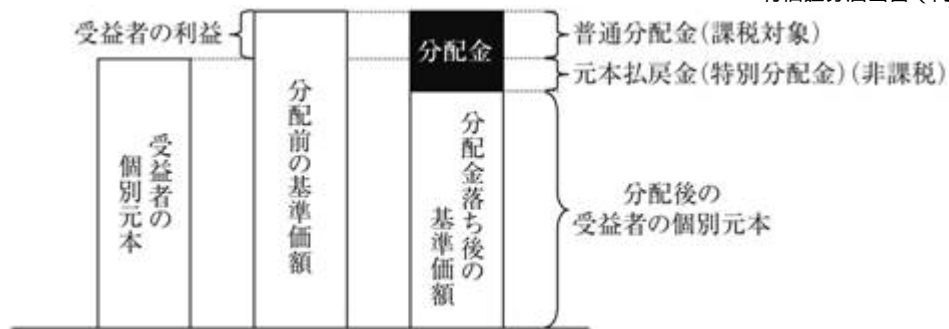 受益者の利益
分配金
普通分配金(課税対象)
元本払戻金(特別分配金)(非課税)
受益者の
個別元本
分配前の基準価額
分配金落ち後の
基準価額
分配後の
受益者の個別元本